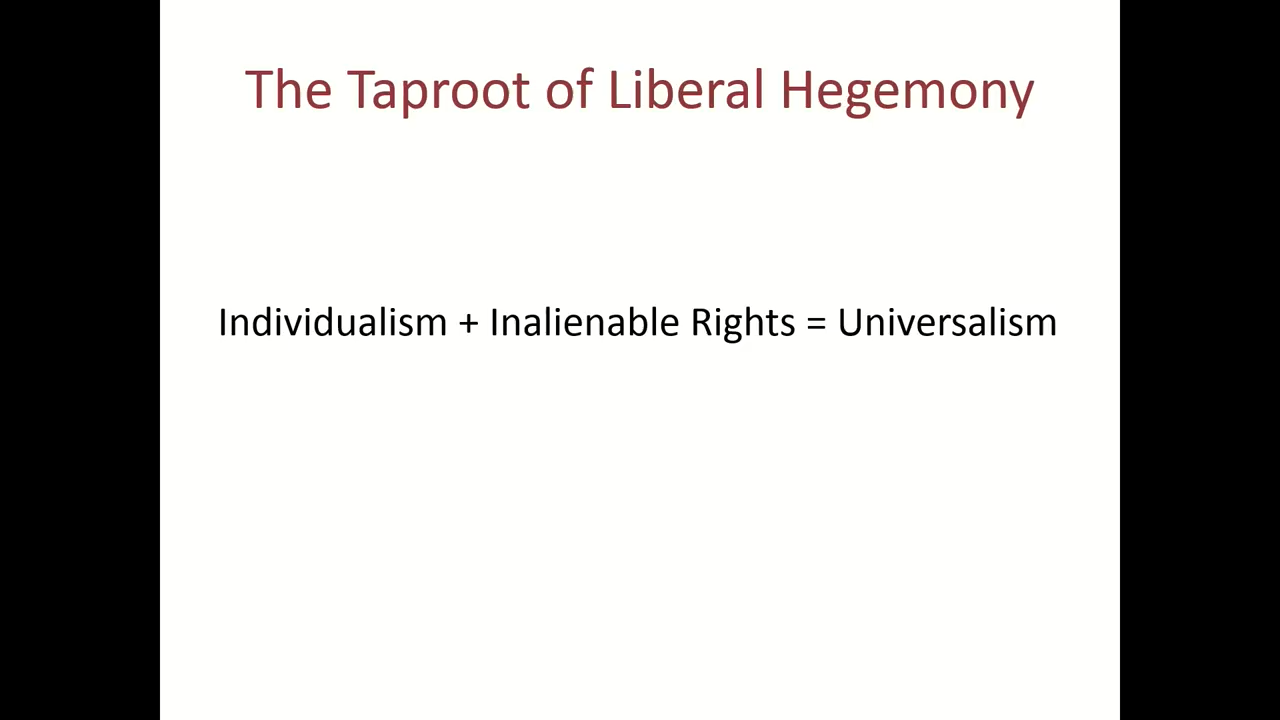 The Taproot of Liberal Hegemony
Individualism + Inalienable Rights = Universalism